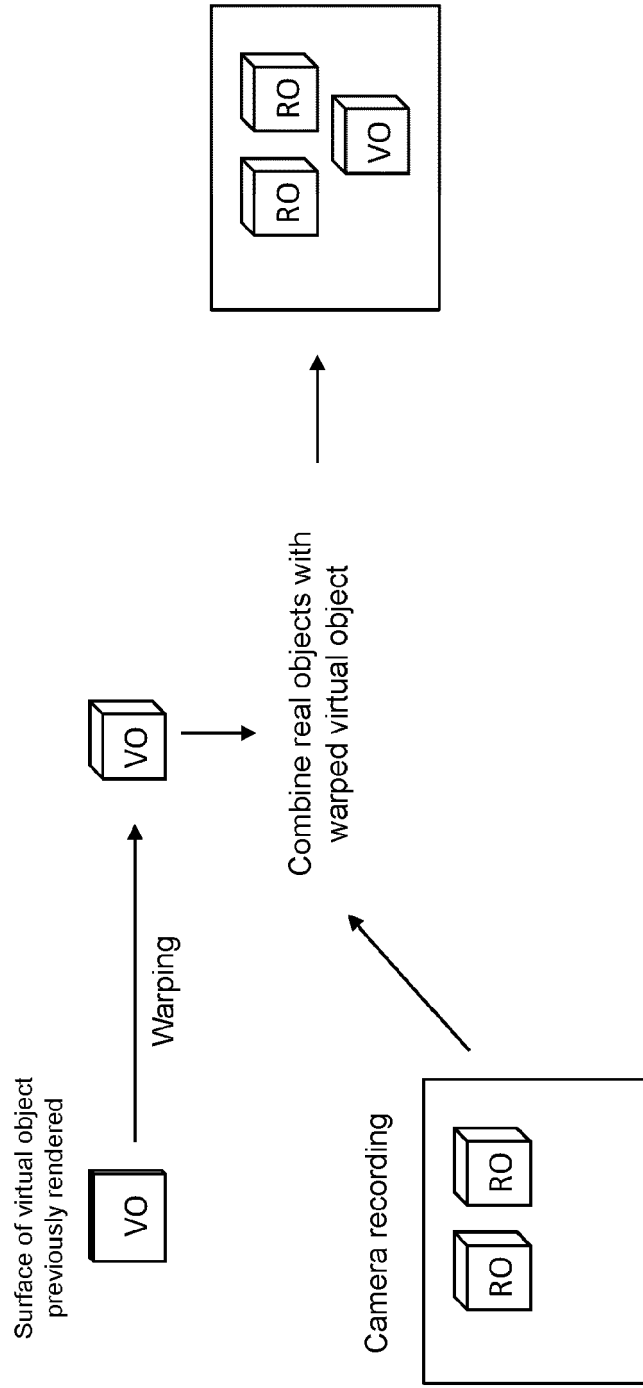 Surface of virtual object
previously rendered
VO
Warping
VO
Camera recording
RO
RO
Combine real objects with
warped virtual object
RO
RO
VO